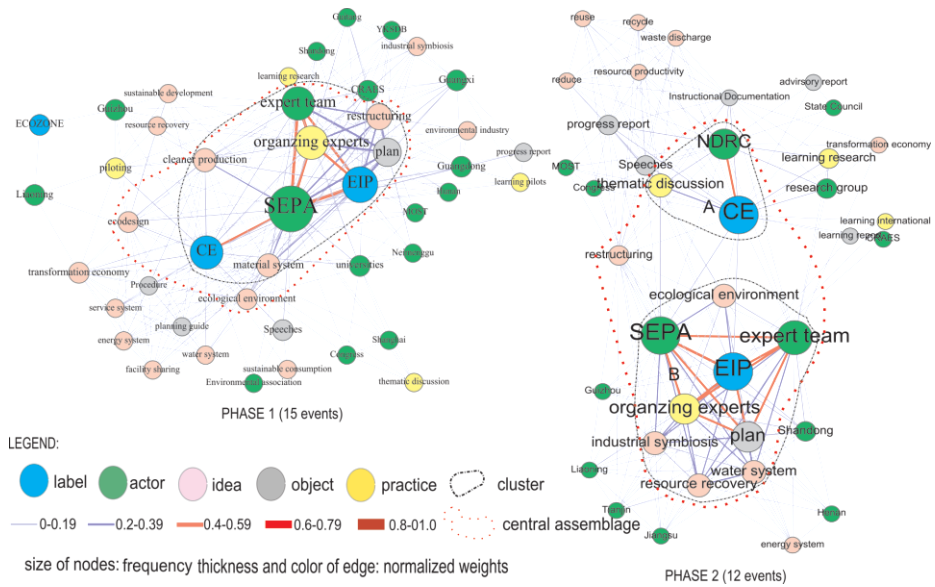 Guiyang
YKSDB
Shandong
industrial symbiosis
learning research
Guangxi
expert team
CRAES
sustainable development
Guizhou
restructuring
ECOZONE
resource recovery
organizing experts
environmental industry
cleaner production
plan
progress report
piloting
Guangdong
EIP
learning pilots
Liaoning
SEPA
Hunan
MOST
ecodesign
CE
Neimenggu
material system
universities
transformation economy
Procedure
ecological environment
service system
planning guide
Speeches
energy system
water system
Shanghai
Congress
facility sharing
sustainable consumption
Environmental association
thematic discussion
PHASE 1 (15 events)
reuse
recycle
waste discharge
resource productivity
reduce
Instructional Documentation
advisrory report
State Council
progress report
NDRC
transformation economy
Speeches
learning research
MOST
thematic discussion
Congress
research group
A
CE
learning international
learning report
CRAES
restructuring
ecological environment
SEPA
expert team
EIP
B
Guizhou
organzing experts
Shandong
industrial symbiosis
plan
Liaoning
water system
resource recovery
Tianjin
Hunan
Jiangsu
energy system
PHASE 2 (12 events)
LEGEND:
label
actor
idea
object
practice
cluster
0-0.19
0.2-0.39
0.4-0.59
0.6-0.79
0.8-01.0
central assemblage
size of nodes: frequency thickness and color of edge: normalized weights